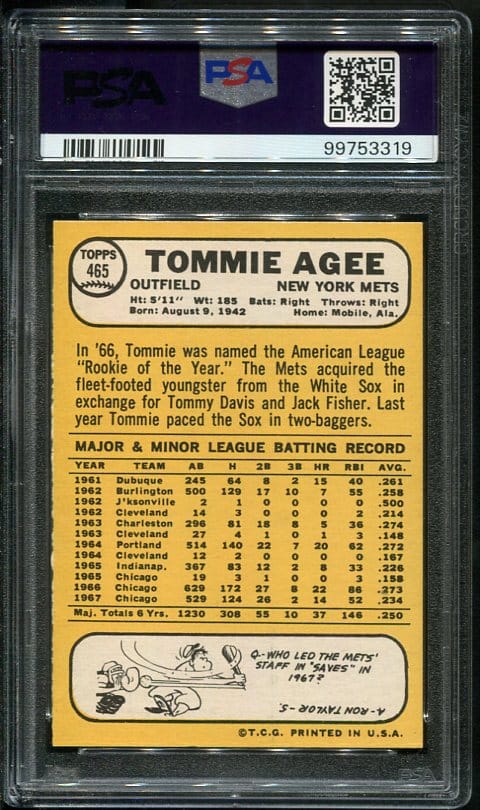 PSA
PSA
99753319
TOPPS
465
TOMMIE AGEE
OUTFIELD NEW YORK METS
Ht: 5'11" Wt: 185 Bats: Right Throws: Right
Born: August 9, 1942 Home: Mobile, Ala.
In '66, Tommie was named the American League
"Rookie of the Year." The Mets acquired the
fleet-footed youngster from the White Sox in
exchange for Tommy Davis and Jack Fisher. Last
year Tommie paced the Sox in two-baggers.
MAJOR & MINOR LEAGUE BATTING RECORD
YEAR TEAM AB H 2B 3B HR RBI AVG.
1961 Dubuque 245 64 8 2 15 40 .261
1962 Burlington 500 129 17 10 7 55 .258
1962 J'ksonville 2 1 0 0 0 0 .500
1962 Cleveland 14 3 0 0 0 2 .214
1963 Charleston 296 81 18 8 5 36 .274
1963 Cleveland 27 4 1 0 1 3 .148
1964 Portland 514 140 22 7 20 62 .272
1964 Cleveland 12 2 0 0 0 0 .167
1965 Indianap. 367 83 12 2 8 33 .226
1965 Chicago 19 3 1 0 0 3 .158
1966 Chicago 629 172 27 8 22 86 .273
1967 Chicago 529 124 26 2 14 52 .234
Maj. Totals 6 Yrs. 1230 308 55 10 37 146 .250
Q.-WHO LED THE METS'
STAFF IN "SAVES" IN
1967?
A-RON TAYLOR-8.
©T.C.G. PRINTED IN U.S.A.
PSA